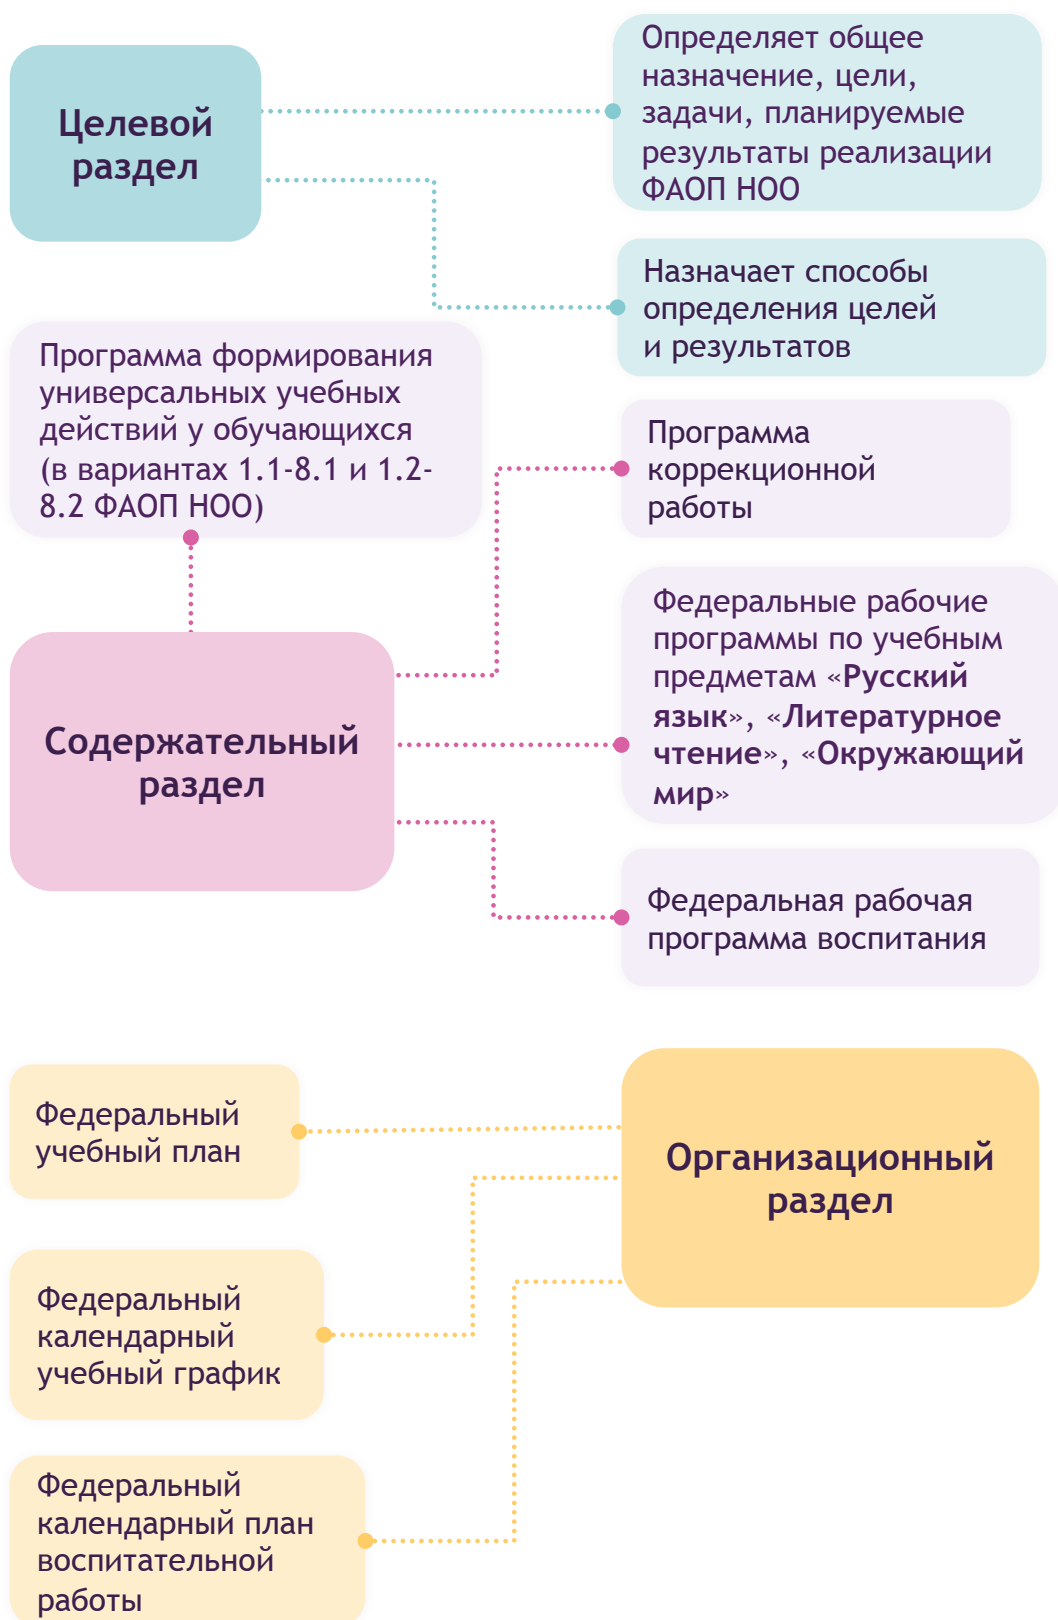 Целевой
раздел
Определяет общее
назначение, цели,
задачи, планируемые
результаты реализации
ФАОП НОО
Назначает способы
определения целей
и результатов
Программа формирования
универсальных учебных
действий у обучающихся
(в вариантах 1.1-8.1 и 1.2-
8.2 ФАОП НОО)
Программа
коррекционной
работы
Содержательный
раздел
Федеральные рабочие
программы по учебным
предметам «Русский
язык», «Литературное
чтение», «Окружающий
мир»
Федеральная рабочая
программа воспитания
Организационный
раздел
Федеральный
учебный план
Федеральный
календарный
учебный график
Федеральный
календарный план
воспитательной
работы